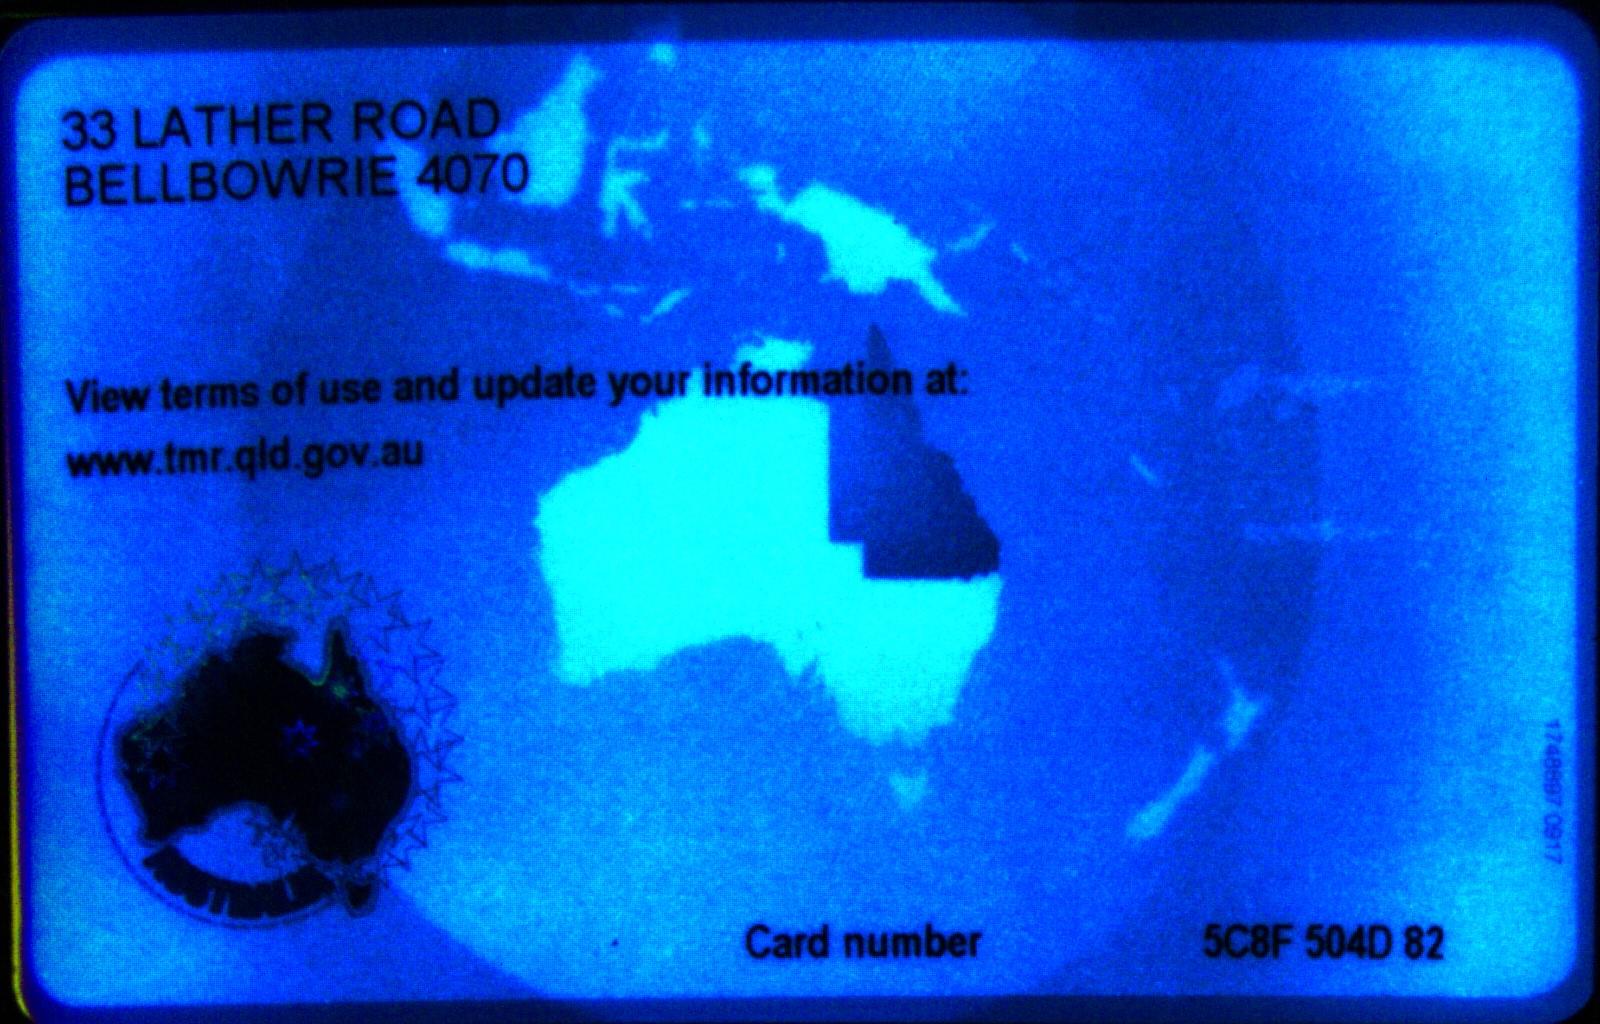 33 LATHER ROAD
BELLBOWRIE 4070
View terms of use and update your information at:
www.tmr.qld.gov.au
Card number 5C8F 504D 82